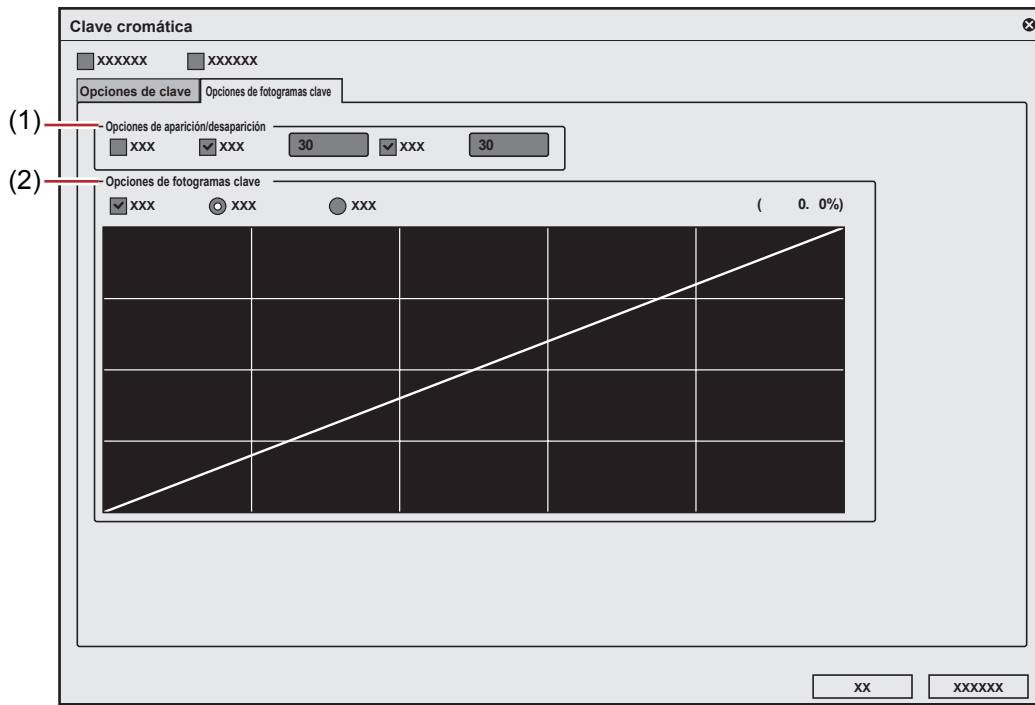 Clave cromática
xxxxxx xxxxxx
Opciones de clave Opciones de fotogramas clave
(1)
Opciones de aparición/desaparición
xxx xxx 30 xxx 30
(2)
Opciones de fotogramas clave
xxx xxx xxx ( 0. 0%)
xx xxxxxx